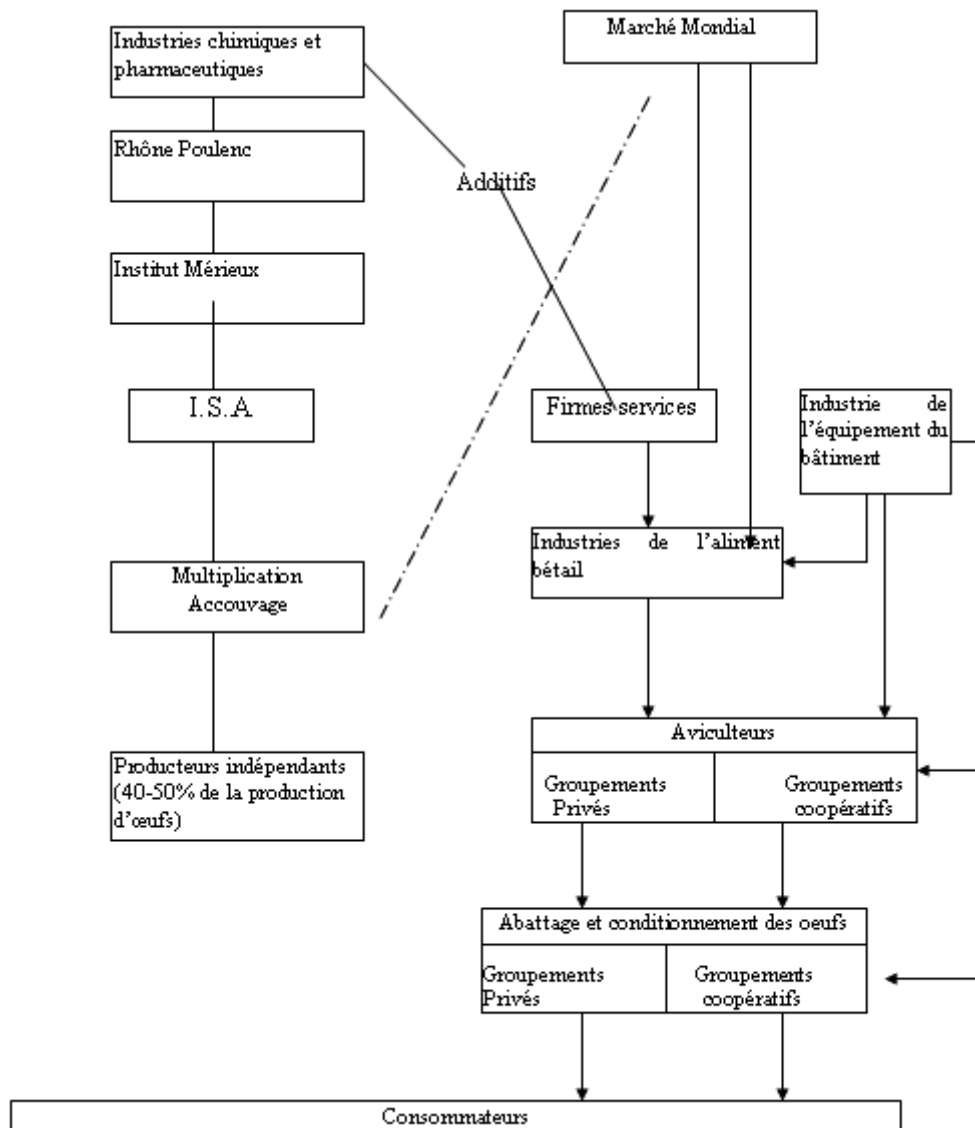 Industries chimiques et
pharmaceutiques
Marché Mondial
Rhône Poulenc
Additifs
Institut Mérieux
I.S.A
Firmes services
Industrie de
l'équipement du
bâtiment
Industries de l'aliment
bétail
Multiplication
Accouvage
Aviculteurs
Producteurs indépendants
(40-50% de la production
d'œufs)
Groupements
Privés
Groupements
coopératifs
Abattage et conditionnement des oeufs
Groupements
Privés
Groupements
coopératifs
Consommateurs